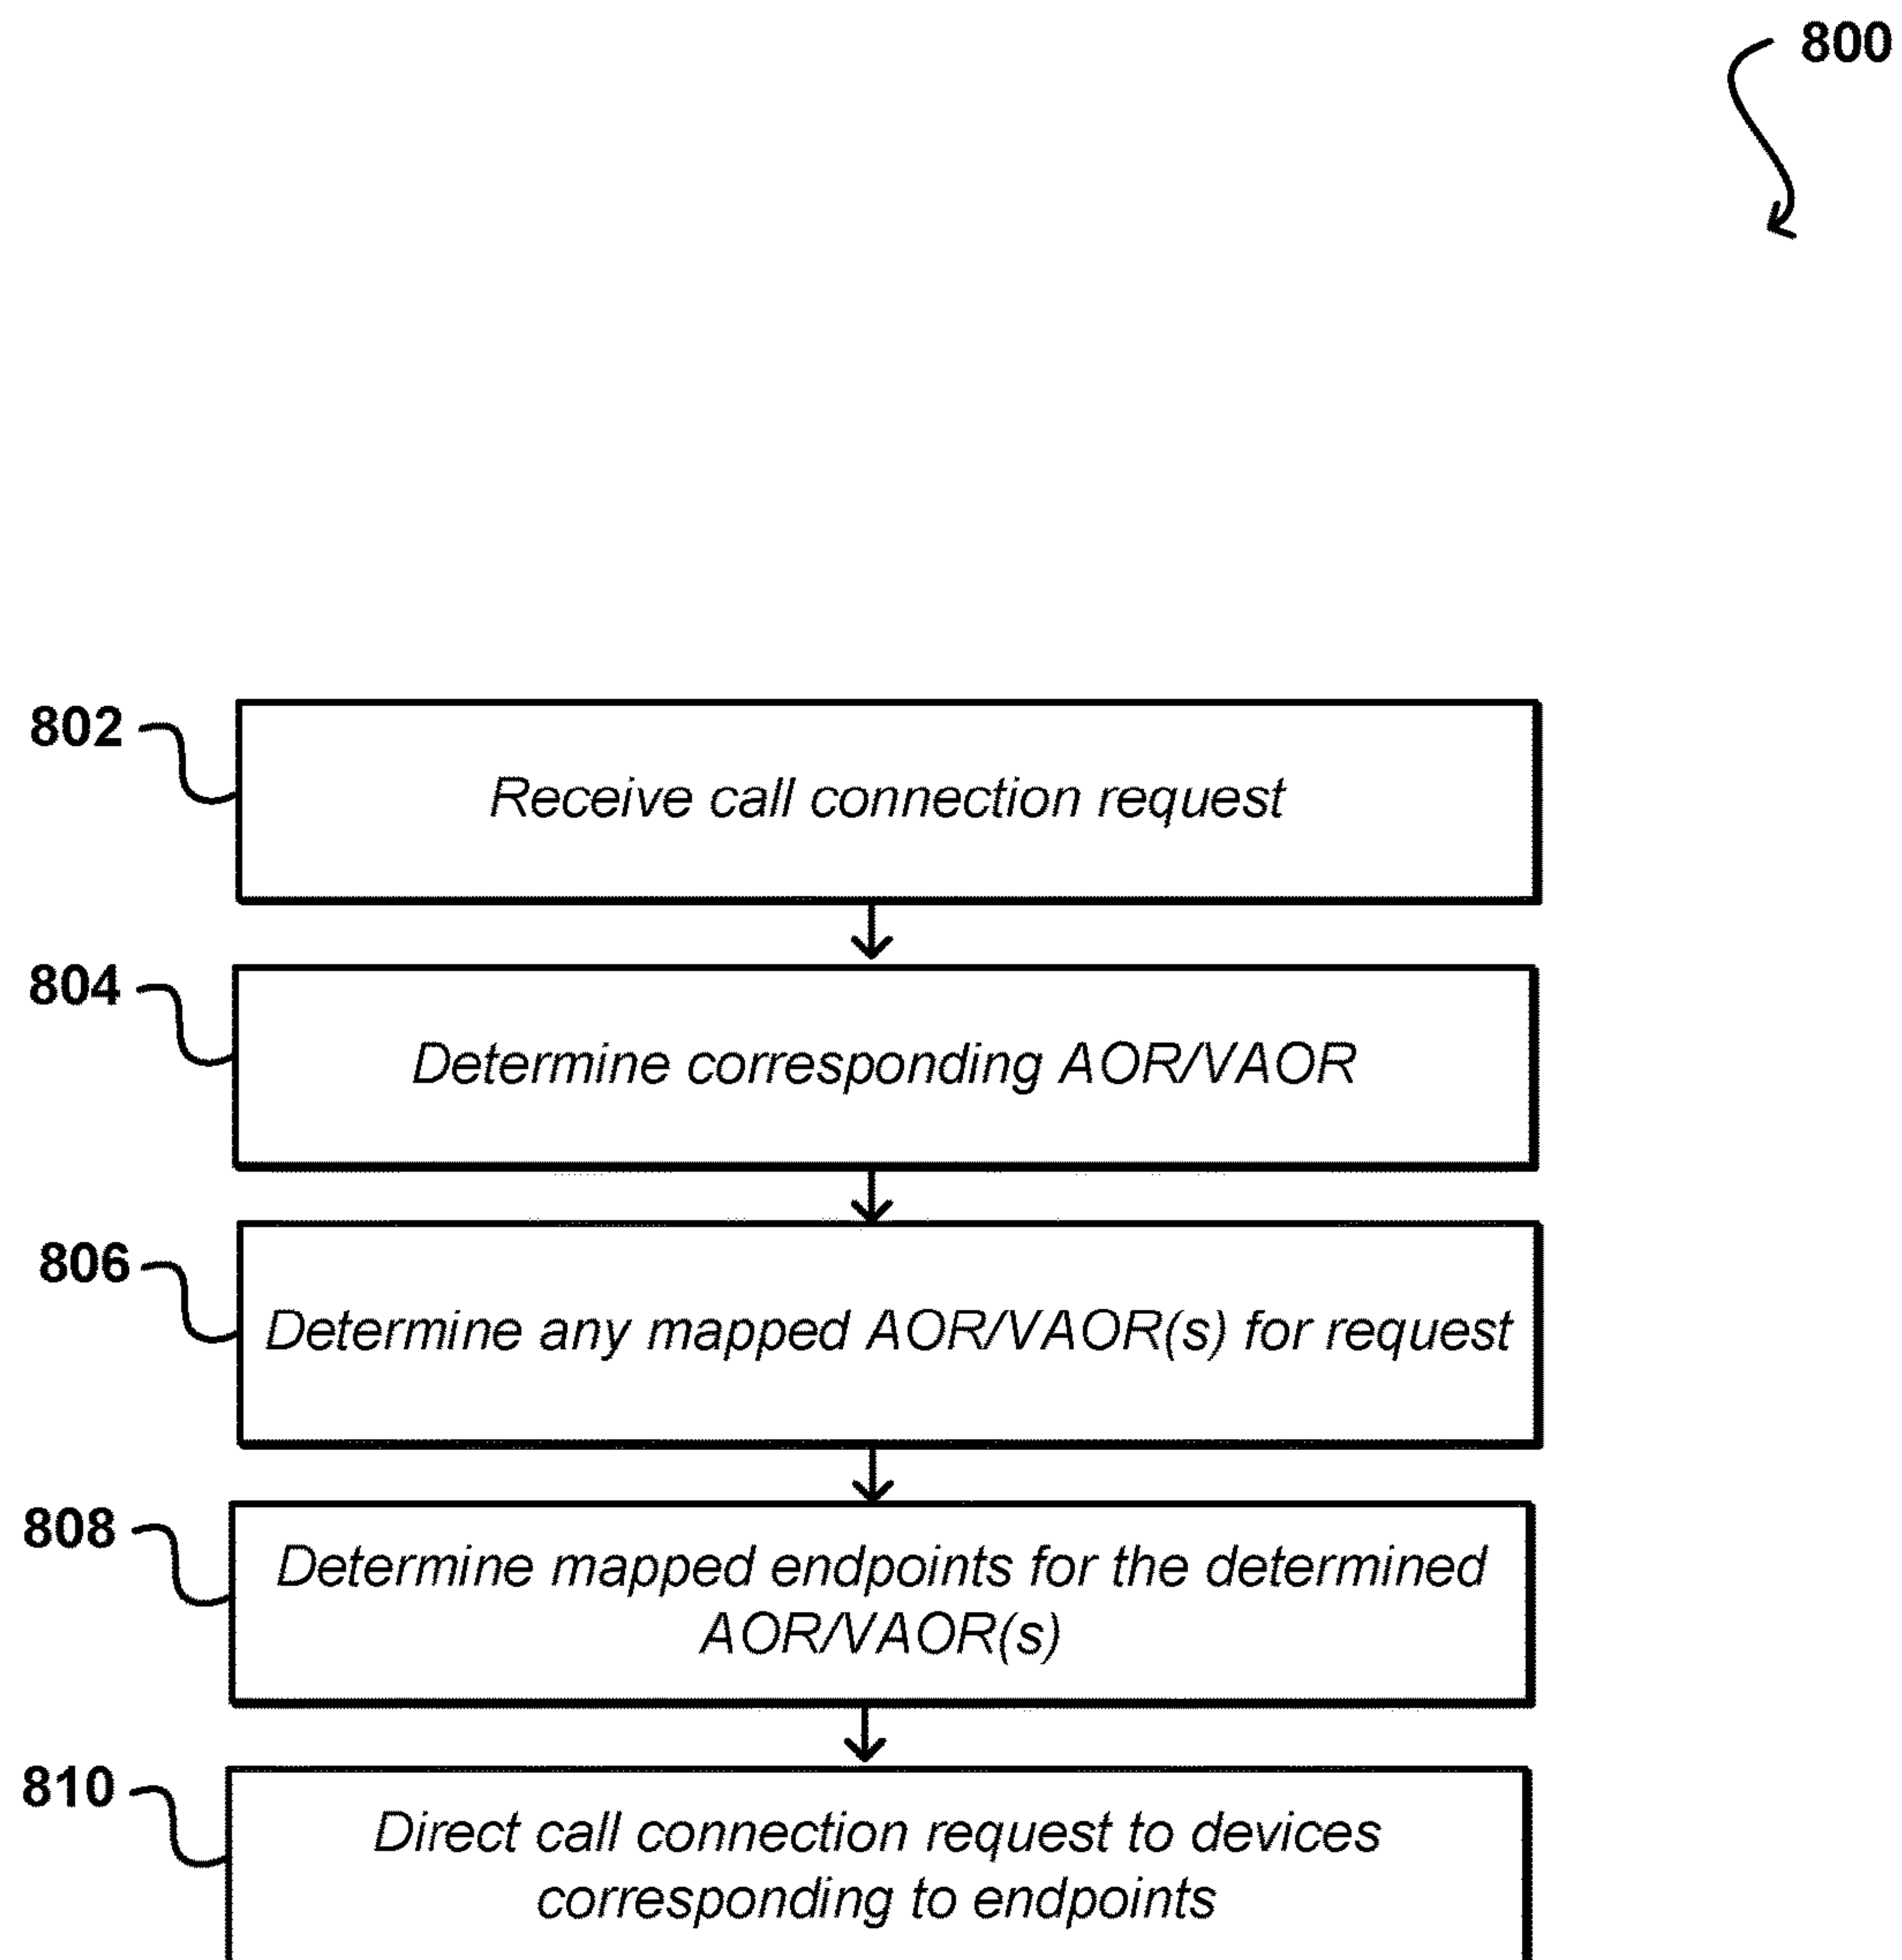 800
802
Receive call connection request
804
Determine corresponding AOR/VAOR
806
Determine any mapped AOR/VAOR(s) for request
808
Determine mapped endpoints for the determined
AOR/VAOR(s)
810
Direct call connection request to devices
corresponding to endpoints